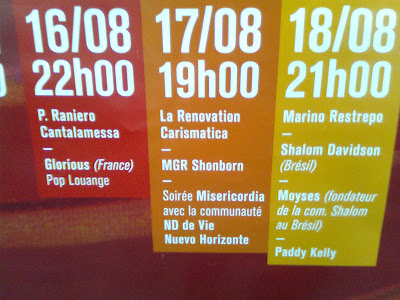 16/08
22h00
P. Raniero
Cantalamessa
—
Glorious (France)
Pop Louange
17/08
19h00
La Renovation
Carismatica
—
MGR Shonborn
—
Soirée Misericordia
avec la communauté
ND de Vie
Nuevo Horizonte
18/08
21h00
Marino Restrepo
—
Shalom Davidson
(Brésil)
—
Moyses (fondateur
de la com. Shalom
au Brésil)
—
Paddy Kelly